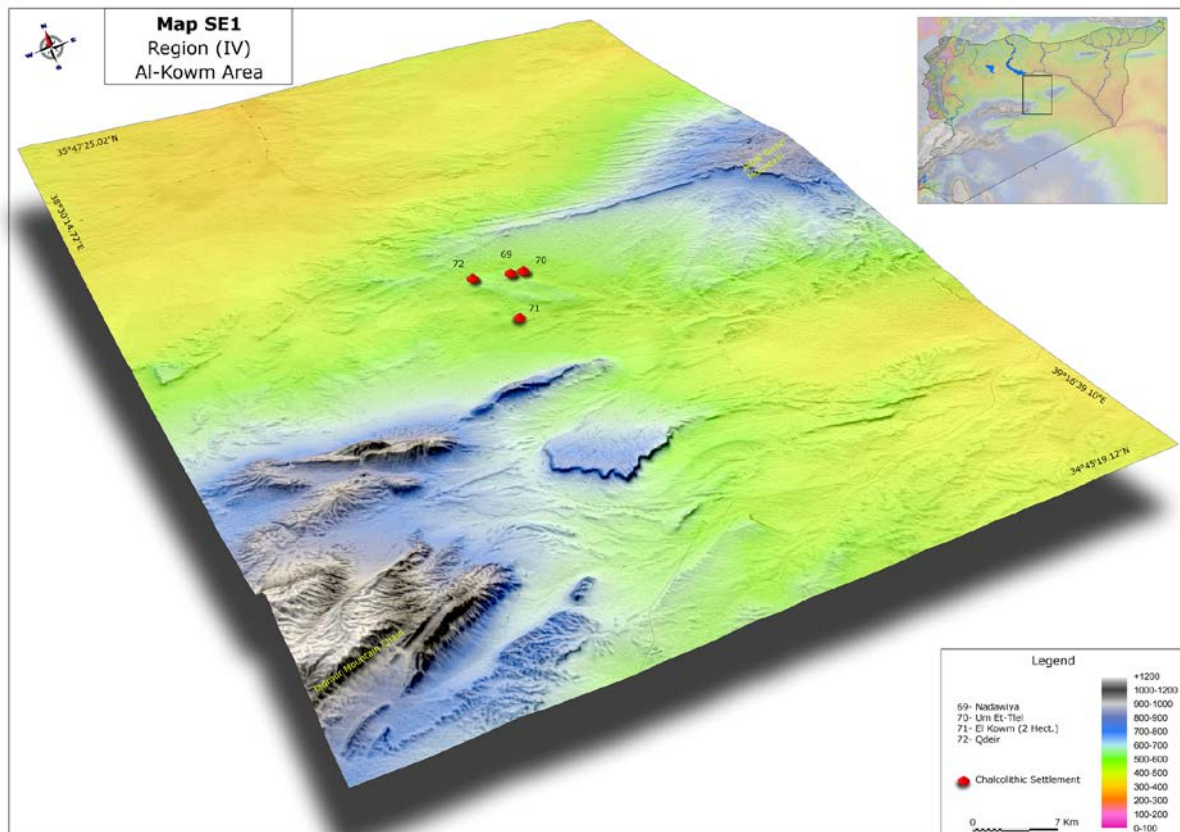 Map SE1
Region (IV)
Al-Kowm Area
N
E
S
W
35°47'25.02"N
38°30'14.72"E
72
69
70
71
39°16'39.10"E
34°45'19.12"N
Tadmur Mountain Chain
Mountain
Legend
69- Nadawiya
70- Um Et-Tlel
71- El Kowm (2 Hect.)
72- Qdeir
Chalcolithic Settlement
0 7 Km
+1200
1000-1200
900-1000
800-900
700-800
600-700
500-600
400-500
300-400
200-300
100-200
0-100